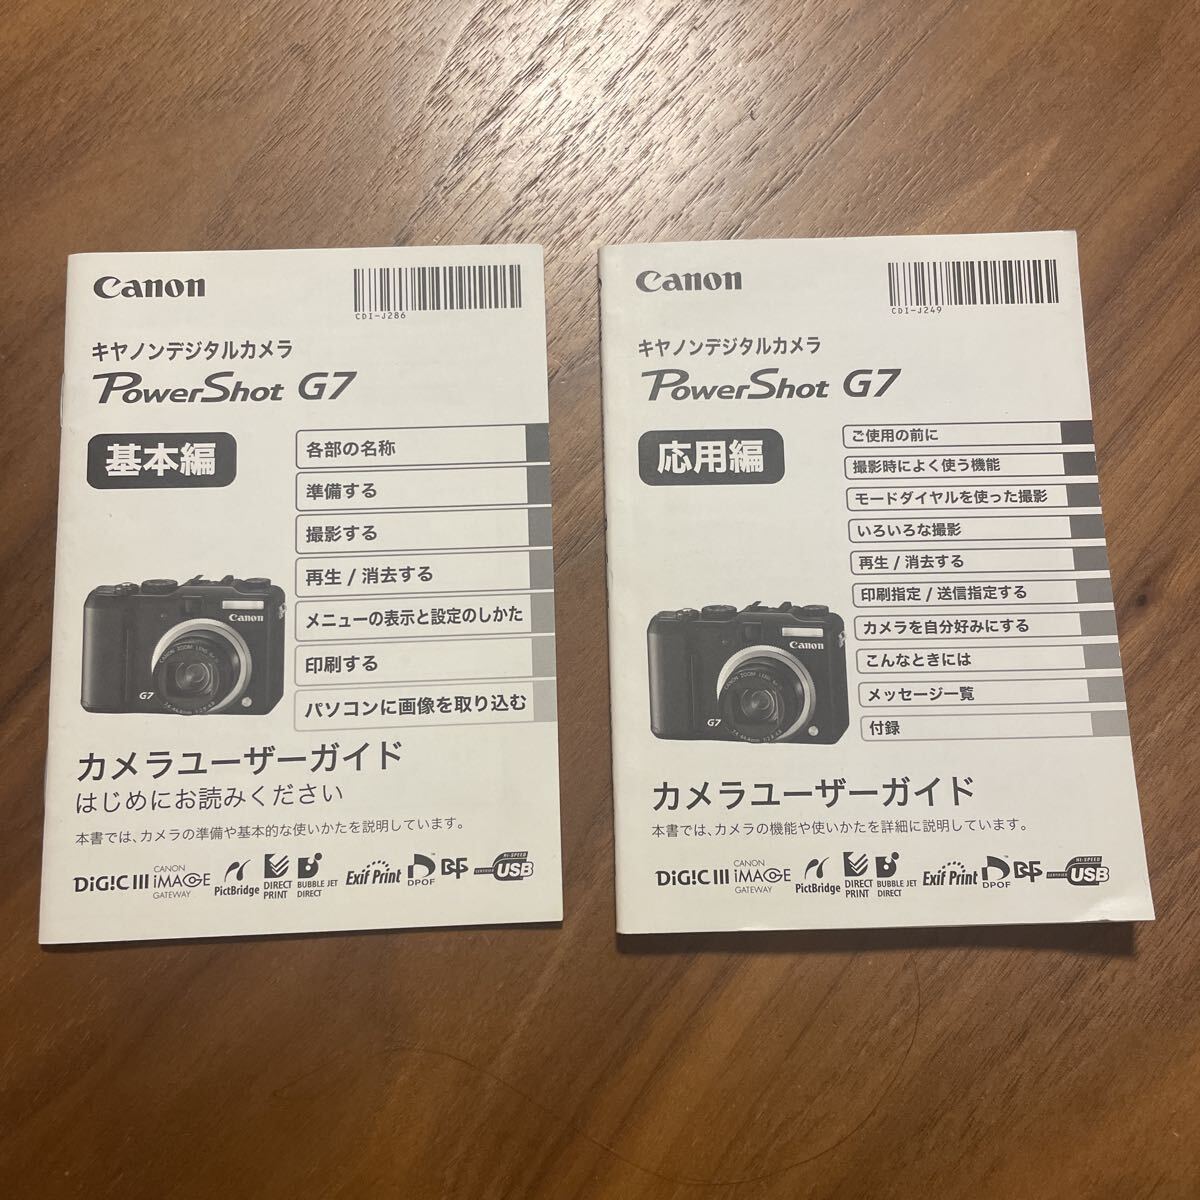 Canon
CDI-J286
キヤノンデジタルカメラ
PowerShot G7
基本編
各部の名称
準備する
撮影する
再生 / 消去する
メニューの表示と設定のしかた
印刷する
パソコンに画像を取り込む
Canon
CANON ZOOM LENS
G7
カメラユーザーガイド
はじめにお読みください
本書では、カメラの準備や基本的な使いかたを説明しています。
DIGIC III
CANON
iMAGE
GATEWAY
PictBridge
DIRECT
PRINT
BUBBLE JET
DIRECT
Exif Print
DPOF
HI-SPEED
CERTIFIED
USB
Canon
CDI-J249
キヤノンデジタルカメラ
PowerShot G7
応用編
ご使用の前に
撮影時によく使う機能
モードダイヤルを使った撮影
いろいろな撮影
再生 / 消去する
印刷指定 / 送信指定する
カメラを自分好みにする
こんなときには
メッセージ一覧
付録
Canon
CANON ZOOM LENS
G7
カメラユーザーガイド
本書では、カメラの機能や使いかたを詳細に説明しています。
DIGIC III
CANON
iMAGE
GATEWAY
PictBridge
DIRECT
PRINT
BUBBLE JET
DIRECT
Exif Print
DPOF
HI-SPEED
CERTIFIED
USB